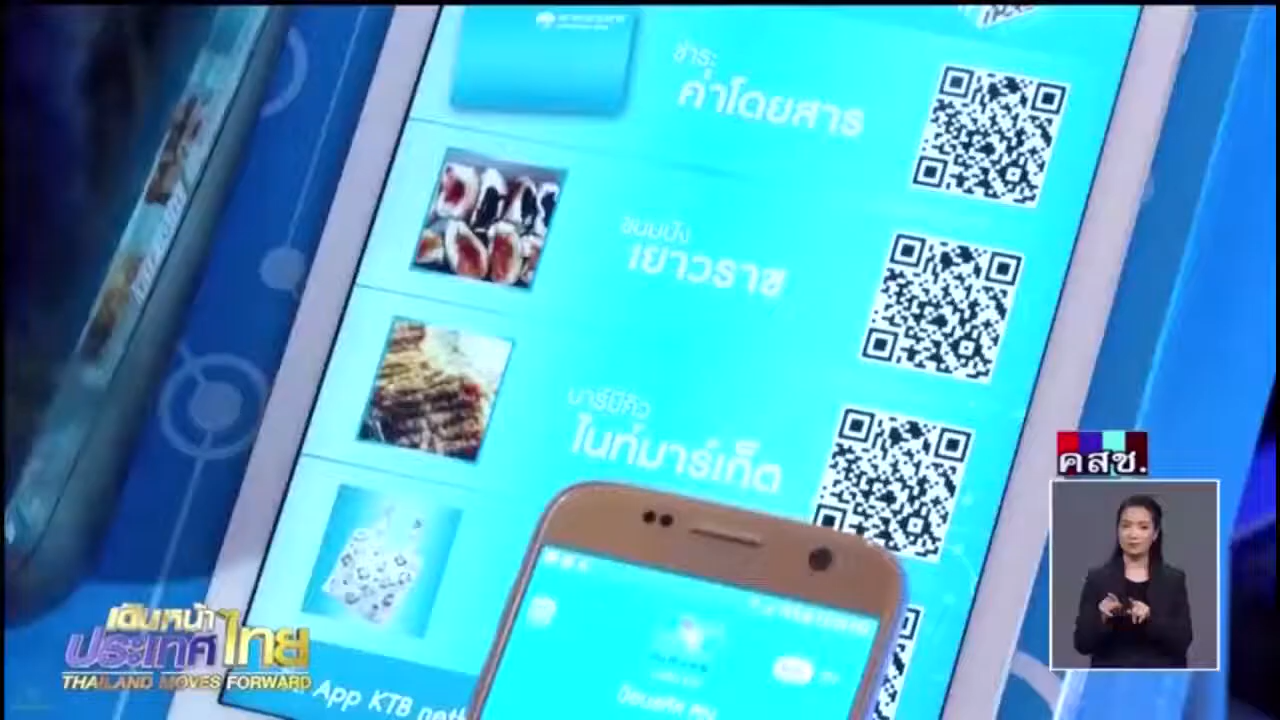 ชำระ
ค่าโดยสาร
ขนมปัง
เยาวราช
บาร์บีคิว
ไนท์มาร์เก็ต
App KTB
คสช.
เดินหน้า
ประเทศไทย
THAILAND MOVES FORWARD